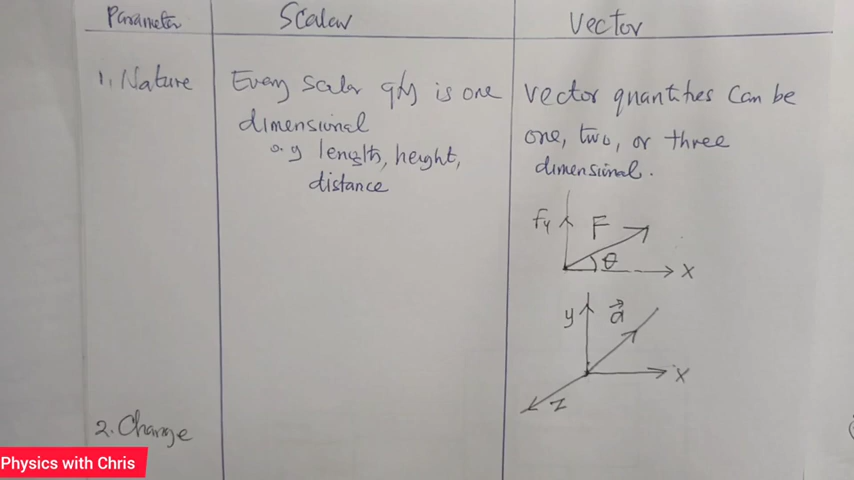 Parameter Scalar Vector
1. Nature Every scalar qty is one Vector quantities can be
dimensional one, two, or three
e.g length, height, dimensional.
distance
Fy F
θ X
y a⃗
X
Z
2. Change
Physics with Chris